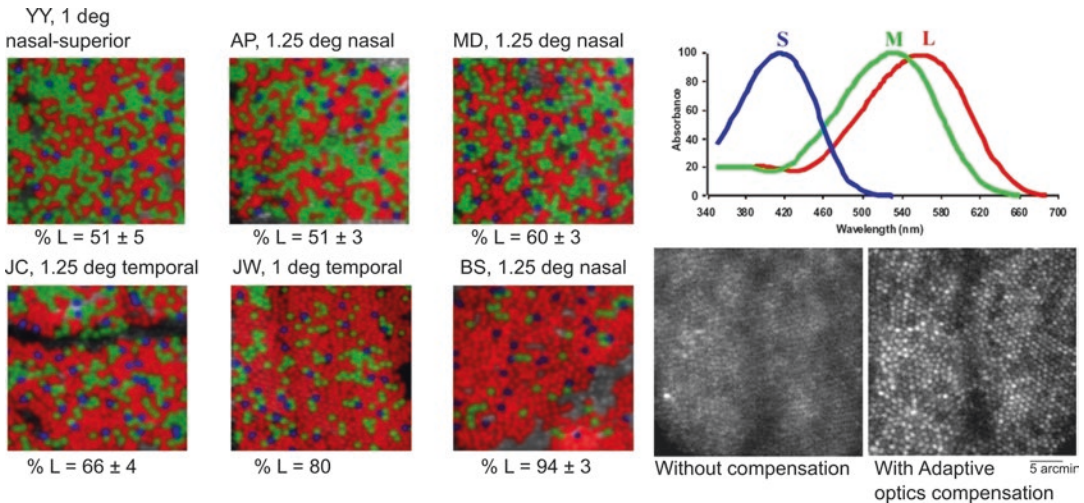 YY, 1 deg
nasal-superior
AP, 1.25 deg nasal
MD, 1.25 deg nasal
% L = 51 ± 5
% L = 51 ± 3
% L = 60 ± 3
JC, 1.25 deg temporal
JW, 1 deg temporal
BS, 1.25 deg nasal
% L = 66 ± 4
% L = 80
% L = 94 ± 3
S M L
100
80
60
40
20
0
Absorbance
340 380 420 460 500 540 580 620 660 700
Wavelength (nm)
Without compensation
With Adaptive
optics compensation
5 arcmin